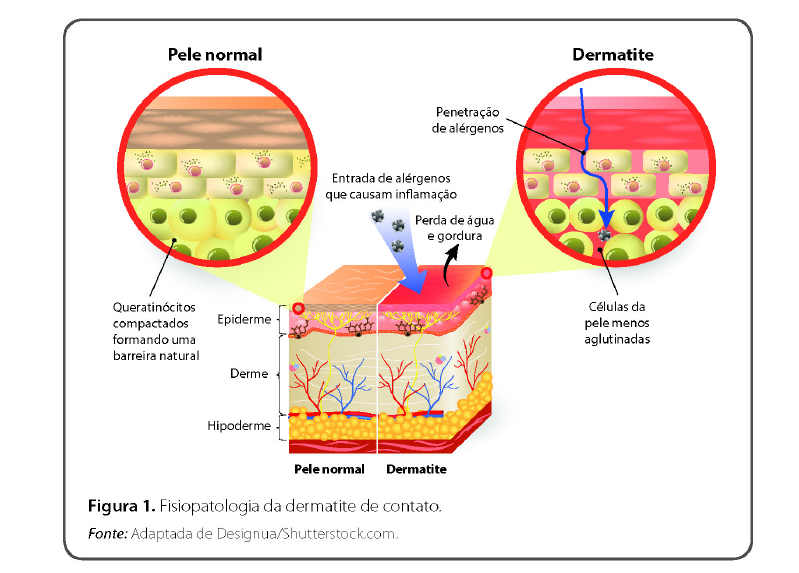 Pele normal
Dermatite
Penetração
de alérgenos
Entrada de alérgenos
que causam inflamação
Perda de água
e gordura
Queratinócitos
compactados
formando uma
barreira natural
Células da
pele menos
aglutinadas
Epiderme
Derme
Hipoderme
Pele normal
Dermatite
Figura 1. Fisiopatologia da dermatite de contato.
Fonte: Adaptada de Designua/Shutterstock.com.